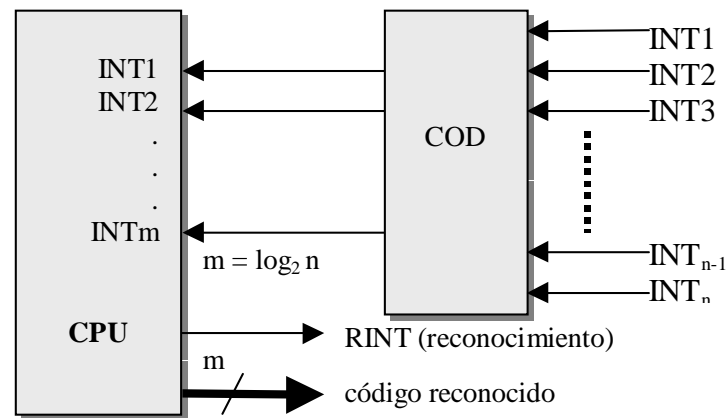 INT1
INT2
.
.
.
INTm
CPU
m = log₂ n
m
COD
INT1
INT2
INT3
INTₙ₋₁
INTₙ
RINT (reconocimiento)
código reconocido